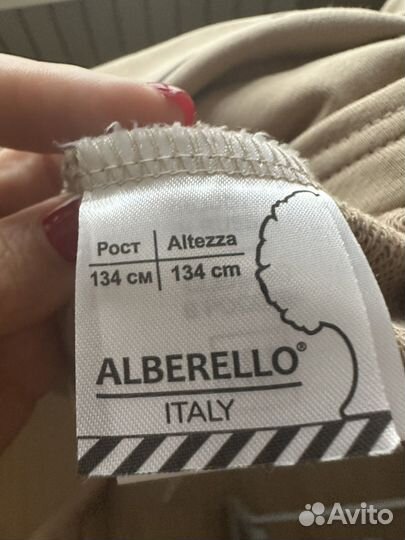 Рост Altezza
134 см 134 cm
ALBERELLO®
ITALY
Avito